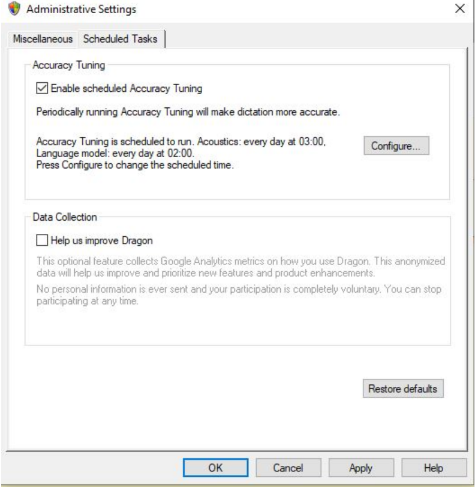 Administrative Settings
Miscellaneous Scheduled Tasks
Accuracy Tuning
Enable scheduled Accuracy Tuning
Periodically running Accuracy Tuning will make dictation more accurate.
Accuracy Tuning is scheduled to run. Acoustics: every day at 03:00,
Language model: every day at 02:00.
Press Configure to change the scheduled time.
Configure...
Data Collection
Help us improve Dragon
This optional feature collects Google Analytics metrics on how you use Dragon. This anonymized
data will help us improve and prioritize new features and product enhancements.
No personal information is ever sent and your participation is completely voluntary. You can stop
participating at any time.
Restore defaults
OK Cancel Apply Help